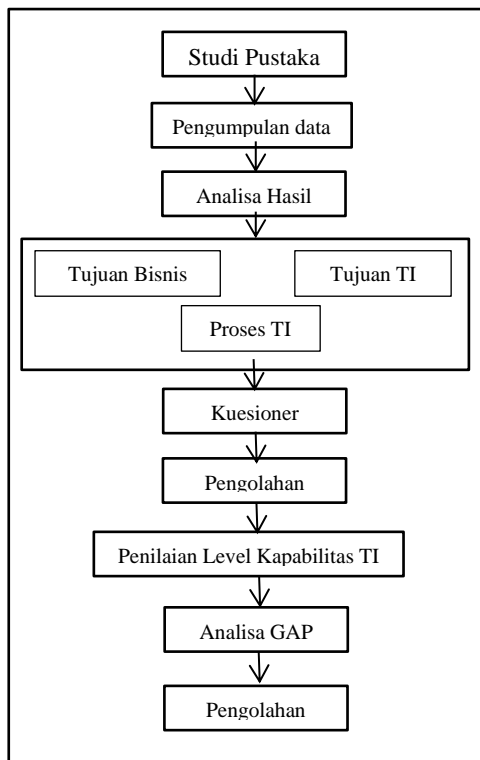 Studi Pustaka
Pengumpulan data
Analisa Hasil
Tujuan Bisnis
Tujuan TI
Proses TI
Kuesioner
Pengolahan
Penilaian Level Kapabilitas TI
Analisa GAP
Pengolahan